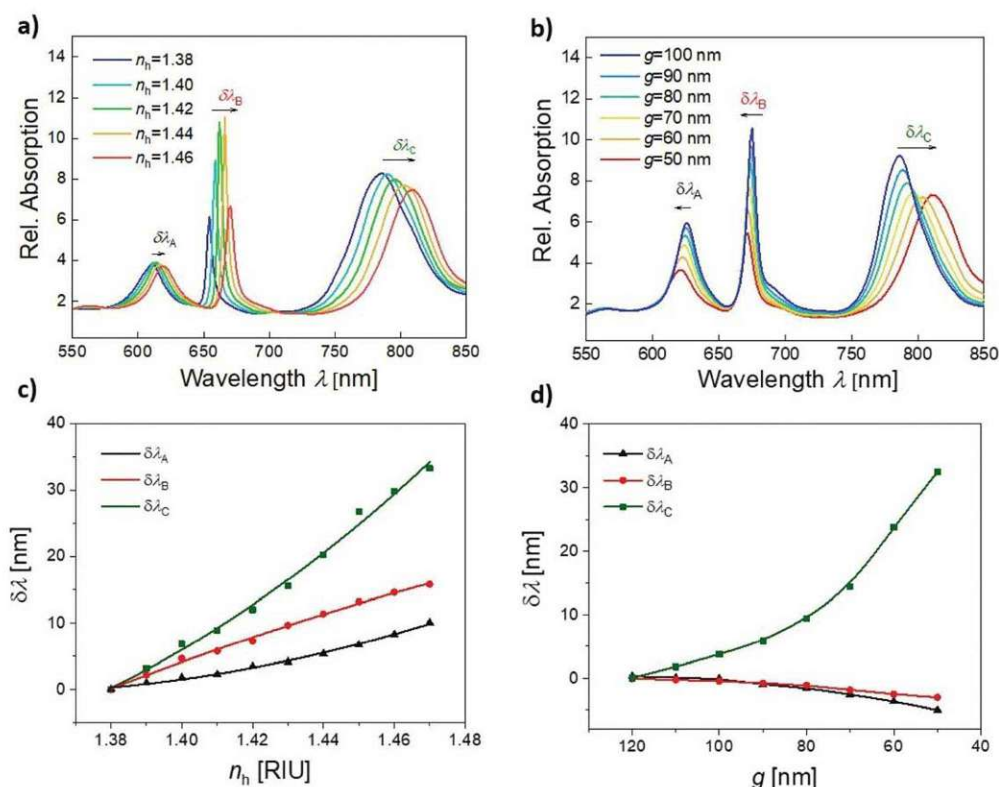 a)
n_h=1.38
n_h=1.40
n_h=1.42
n_h=1.44
n_h=1.46
δλ_B
δλ_C
δλ_A
14
12
10
8
6
4
2
Rel. Absorption
550 600 650 700 750 800 850
Wavelength λ [nm]
b)
g=100 nm
g=90 nm
g=80 nm
g=70 nm
g=60 nm
g=50 nm
δλ_B
δλ_C
δλ_A
14
12
10
8
6
4
2
Rel. Absorption
550 600 650 700 750 800 850
Wavelength λ [nm]
c)
δλ_A
δλ_B
δλ_C
40
30
20
10
0
δλ [nm]
1.38 1.40 1.42 1.44 1.46 1.48
n_h [RIU]
d)
δλ_A
δλ_B
δλ_C
40
30
20
10
0
δλ [nm]
120 100 80 60 40
g [nm]